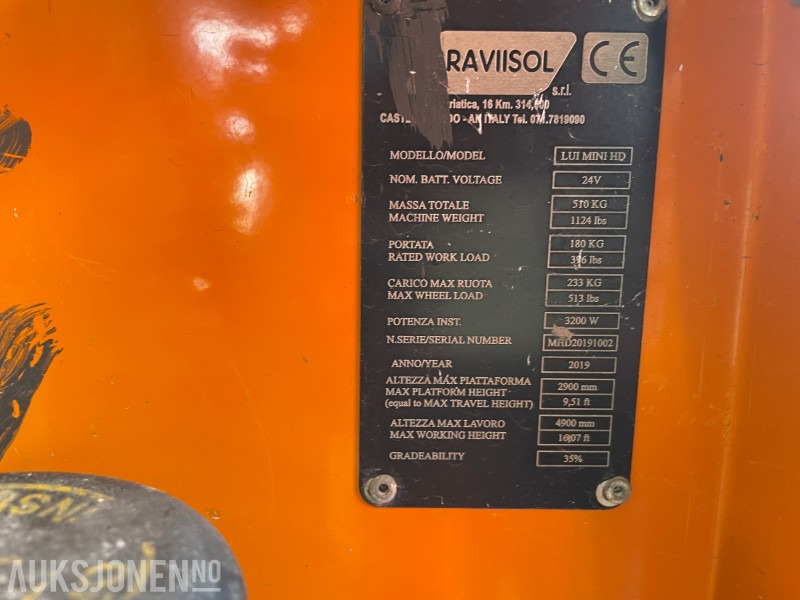 RAVIISOL CE
s.r.l.
riatica, 16 Km. 314,
AN ITALY Tel. 071.7819090
MODELLO/MODEL LUI MINI HD
NOM. BATT. VOLTAGE 24V
MASSA TOTALE 510 KG
MACHINE WEIGHT 1124 lbs
PORTATA 180 KG
RATED WORK LOAD 396 lbs
CARICO MAX RUOTA 233 KG
MAX WHEEL LOAD 513 lbs
POTENZA INST. 3200 W
N.SERIE/SERIAL NUMBER MHD20191002
ANNO/YEAR 2019
ALTEZZA MAX PIATTAFORMA
MAX PLATFORM HEIGHT 2900 mm
(equal to MAX TRAVEL HEIGHT) 9,51 ft
ALTEZZA MAX LAVORO 4900 mm
MAX WORKING HEIGHT 16,07 ft
GRADEABILITY 35%
AUKSJONEN.NO